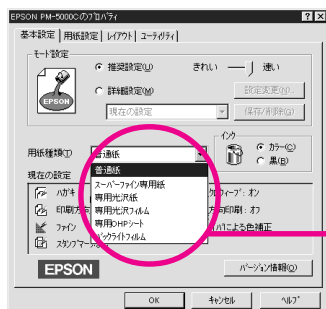 EPSON PM-5000Cのプロパティ
基本設定 用紙設定 レイアウト ユーティリティ
モード設定
推奨設定(U) きれい 速い
詳細設定(M) 設定変更(N)...
現在の設定 保存/削除(G)
EPSON
インク
カラー(C)
黒(B)
用紙種類(T) 普通紙
普通紙
スーパーファイン専用紙
専用光沢紙
専用光沢フィルム
専用OHPシート
バックライトフィルム
現在の設定
ハガキ
印刷方向 方向印刷: オフ
ファイン による色補正
スタンプマーク
EPSON
バージョン情報(O)
OK キャンセル ヘルプ